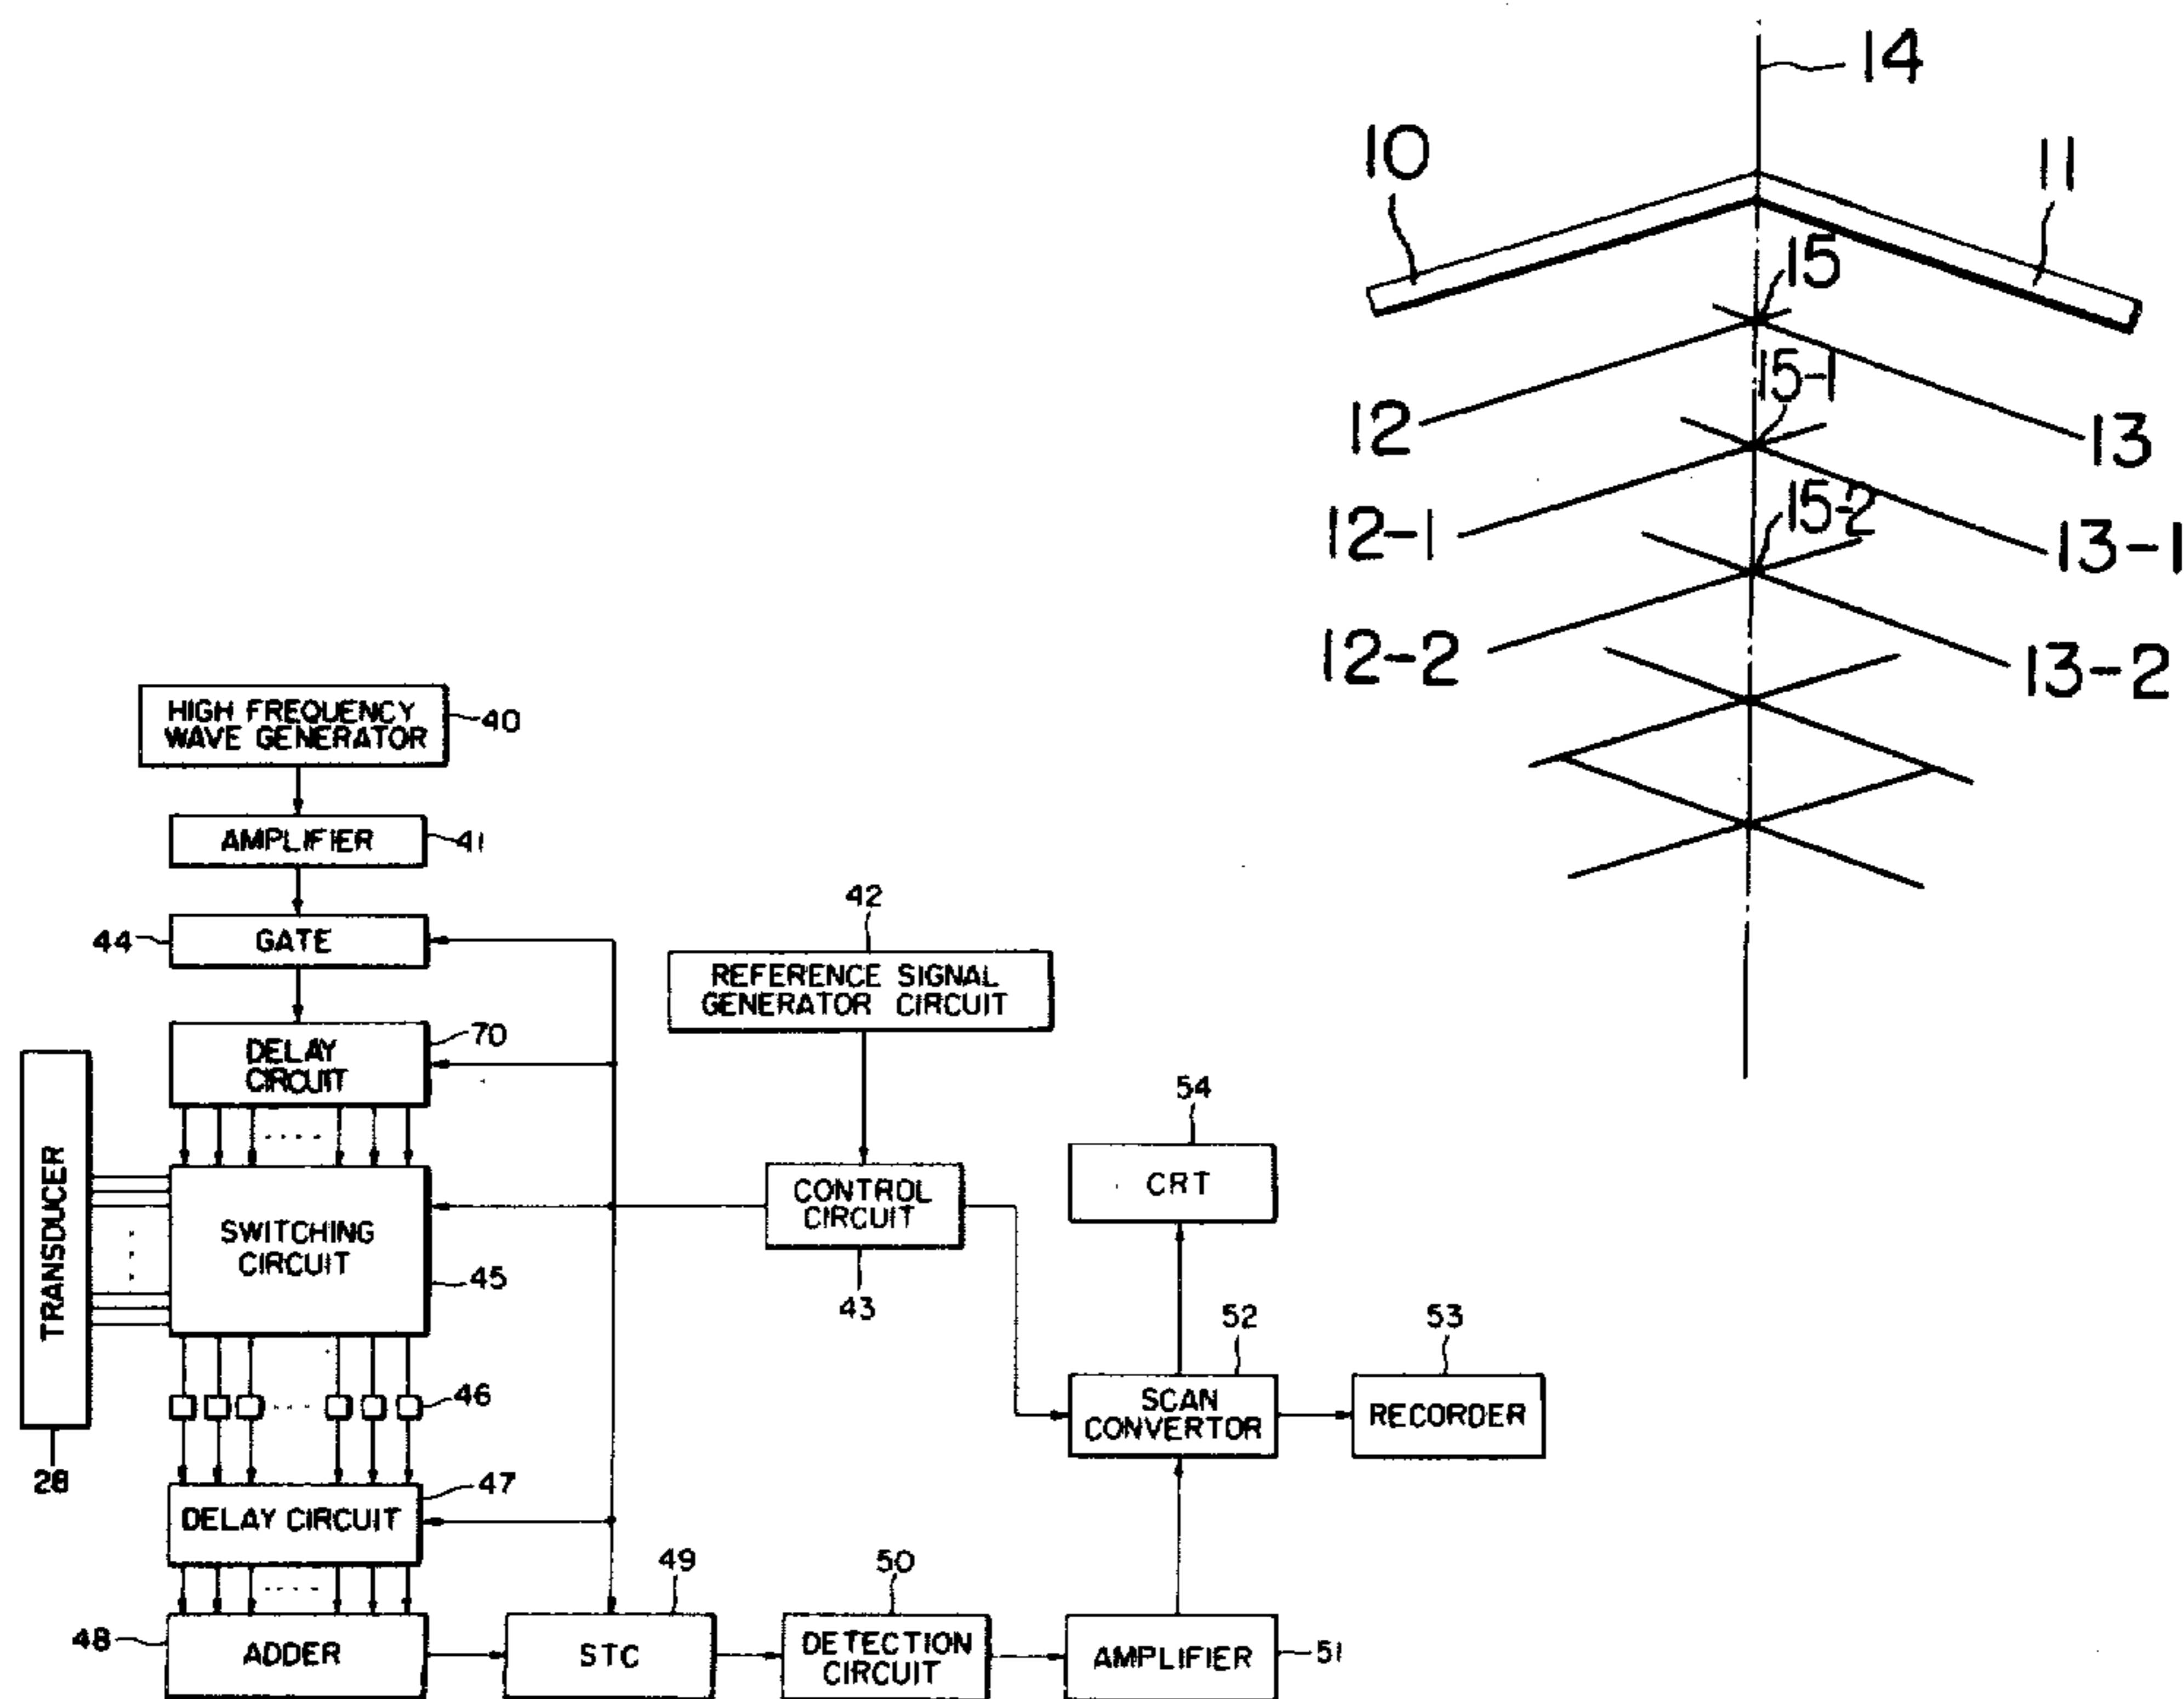 14
10
11
15
15-1
12
13
15-2
12-1
13-1
12-2
13-2
HIGH FREQUENCY
WAVE GENERATOR
40
AMPLIFIER
41
42
44
GATE
REFERENCE SIGNAL
GENERATOR CIRCUIT
70
DELAY
CIRCUIT
54
TRANSDUCER
CONTROL
CIRCUIT
CRT
SWITCHING
CIRCUIT
45
43
52
53
46
SCAN
CONVERTOR
RECORDER
28
47
DELAY CIRCUIT
49
50
48
ADDER
STC
DETECTION
CIRCUIT
AMPLIFIER
51